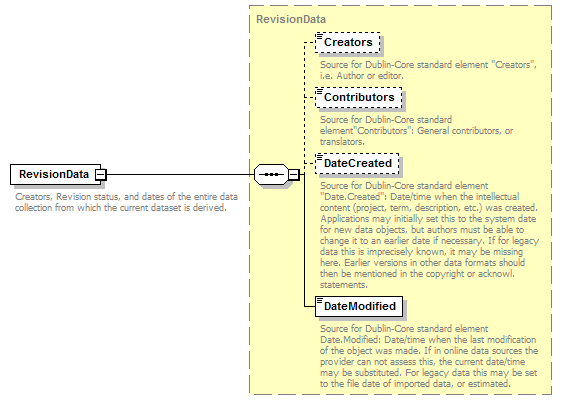 RevisionData
Creators
Source for Dublin-Core standard element "Creators",
i.e. Author or editor.
Contributors
Source for Dublin-Core standard
element"Contributors": General contributors, or
translators.
DateCreated
RevisionData
Creators, Revision status, and dates of the entire data
collection from which the current dataset is derived.
Source for Dublin-Core standard element
"Date.Created": Date/time when the intellectual
content (project, term, description, etc.) was created.
Applications may initially set this to the system date
for new data objects, but authors must be able to
change it to an earlier date if necessary. If for legacy
data this is imprecisely known, it may be missing
here. Earlier versions in other data formats should
then be mentioned in the copyright or acknowl.
statements.
DateModified
Source for Dublin-Core standard element
Date.Modified: Date/time when the last modification
of the object was made. If in online data sources the
provider can not assess this, the current date/time
may be substituted. For legacy data this may be set
to the file date of imported data, or estimated.